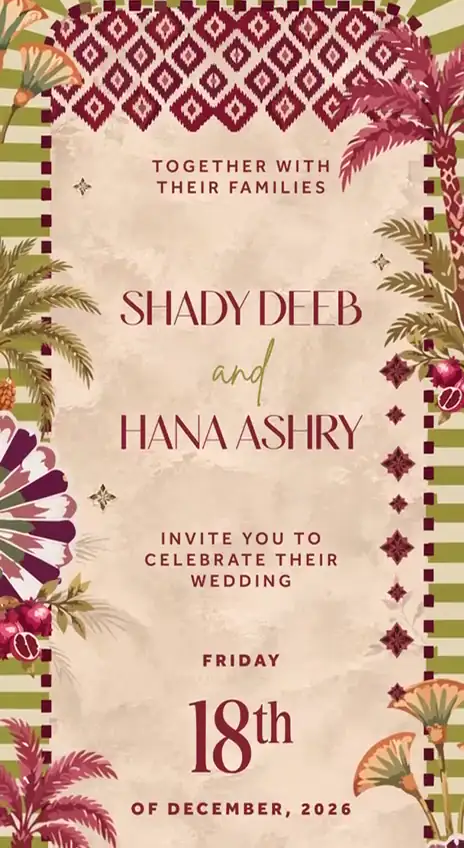 TOGETHER WITH
THEIR FAMILIES
SHADY DEEB
and
HANA ASHRY
INVITE YOU TO
CELEBRATE THEIR
WEDDING
FRIDAY
18th
OF DECEMBER, 2026